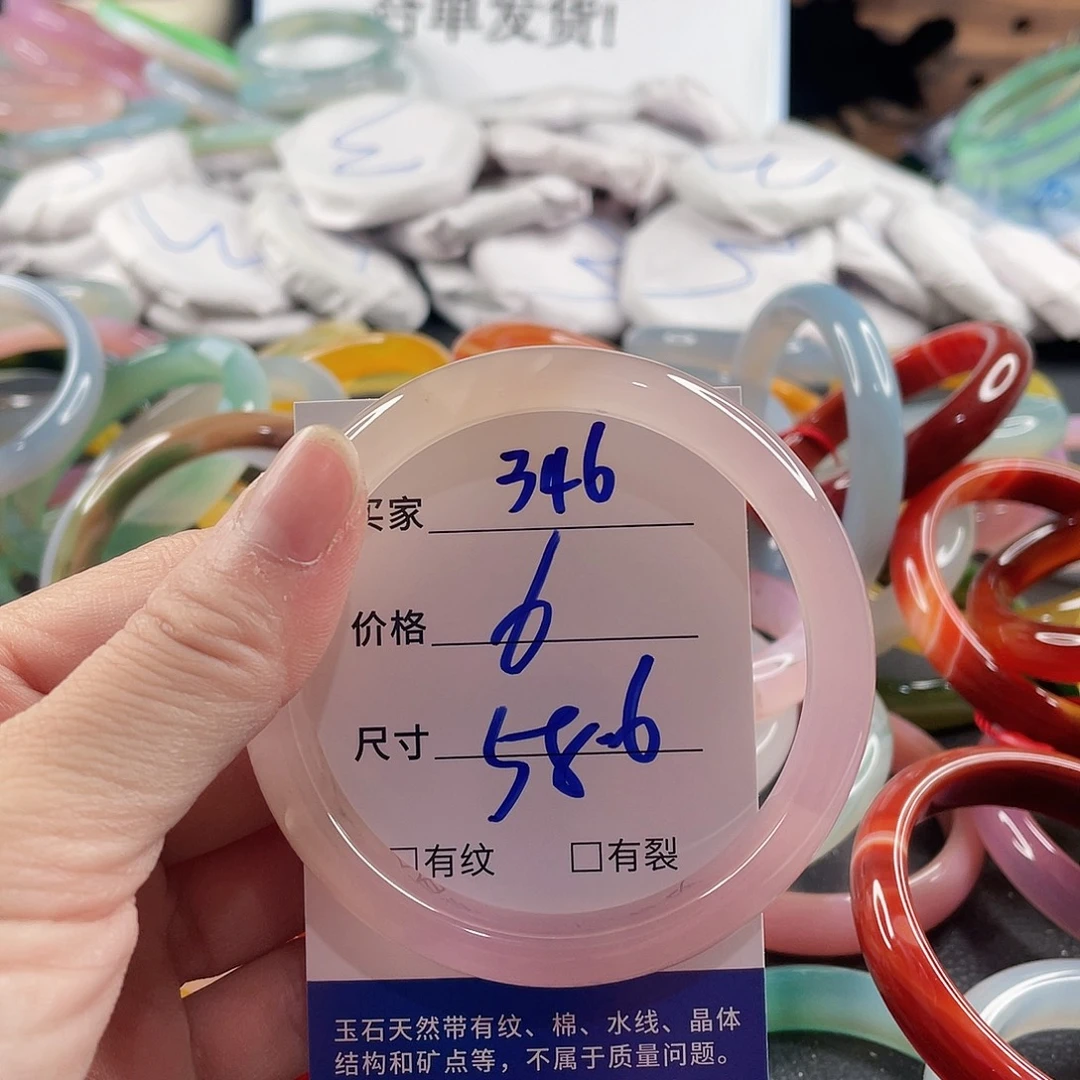 台单发货!
买家 346
价格 6
尺寸 58.6
□有纹 □有裂
玉石天然带有纹、棉、水线、晶体
结构和矿点等，不属于质量问题。